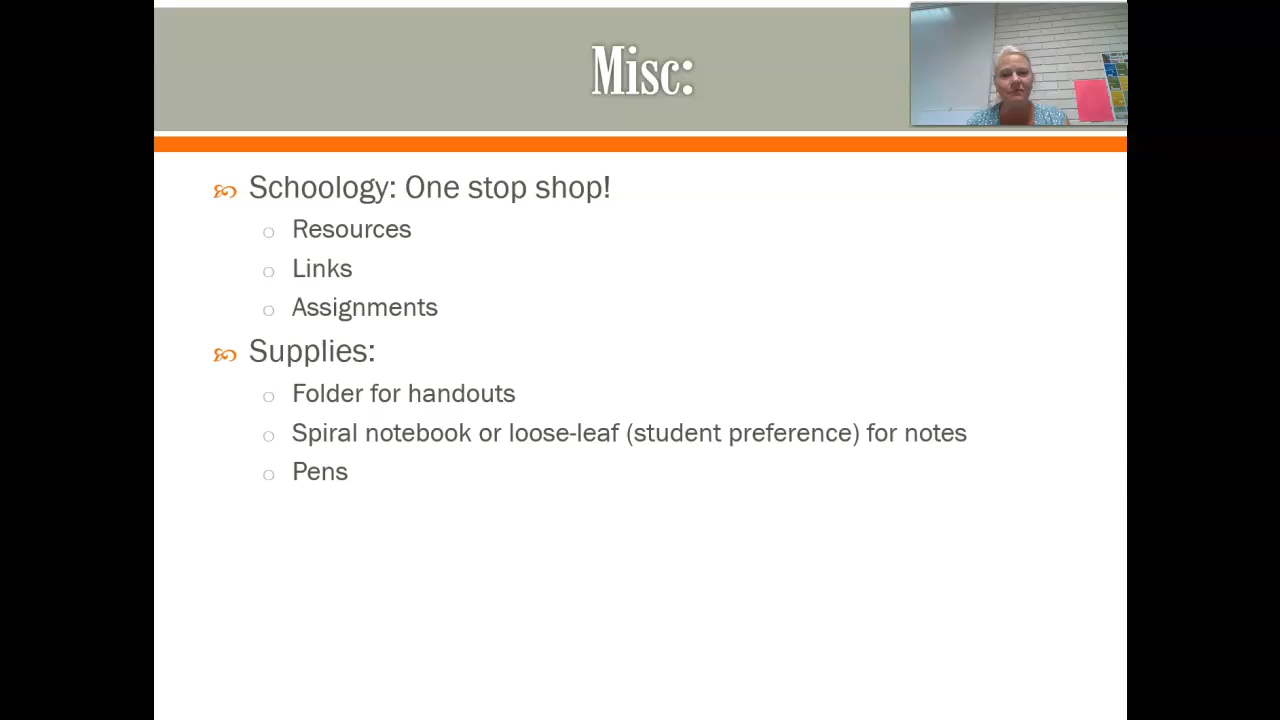 Misc:
Schoology: One stop shop!
Resources
Links
Assignments
Supplies:
Folder for handouts
Spiral notebook or loose-leaf (student preference) for notes
Pens